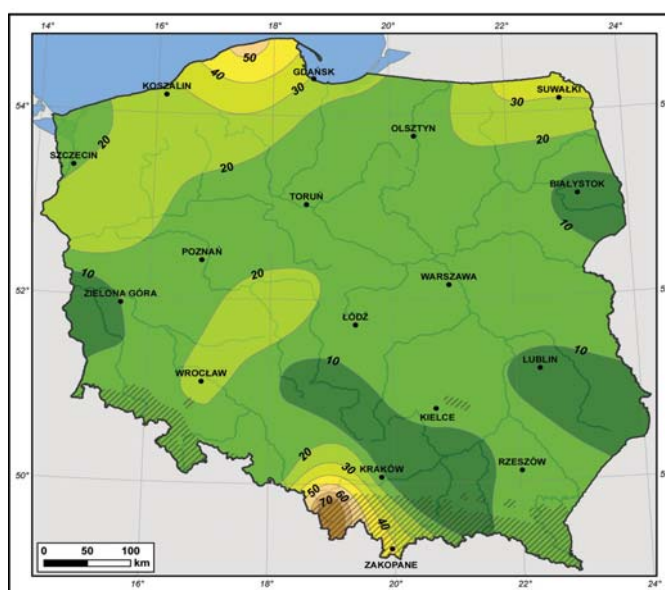 14° 16° 18° 20° 22° 24°
50
40
KOSZALIN
GDAŃSK
SUWAŁKI
30
30
54°
OLSZTYN
20
20
SZCZECIN
20
BIAŁYSTOK
TORUŃ
10
POZNAŃ
10
20
WARSZAWA
52°
ZIELONA GÓRA
ŁÓDŹ
10
10
LUBLIN
WROCŁAW
KIELCE
20
30
KRAKÓW
RZESZÓW
50°
50
60
70
40
ZAKOPANE
0 50 100
km
16° 18° 20° 22° 24°